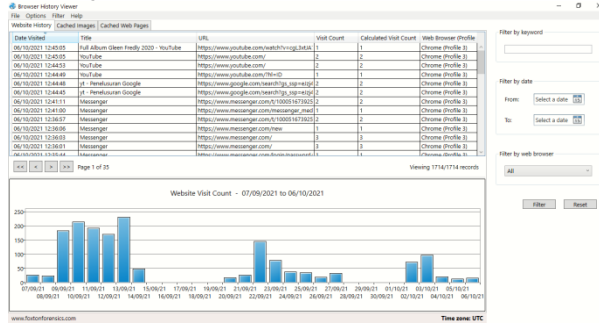 Browser History Viewer
File Options Filter Help
Website History Cached Images Cached Web Pages
Date Visited Title URL Visit Count Calculated Visit Count Web Browser (Profile
06/10/2021 12:45:05 Full Album Gleen Fredly 2020 - YouTube https://www.youtube.com/watch? 1 1 Chrome (Profile 3)
06/10/2021 12:45:05 YouTube https://www.youtube.com/ 2 2 Chrome (Profile 3)
06/10/2021 12:44:53 YouTube https://www.youtube.com/ 2 2 Chrome (Profile 3)
06/10/2021 12:44:49 YouTube https://www.youtube.com/?hl=ID 1 1 Chrome (Profile 3)
06/10/2021 12:44:48 yt - Penelusuran Google https://www.google.com/search? 2 2 Chrome (Profile 3)
06/10/2021 12:44:45 yt - Penelusuran Google https://www.google.com/search? 2 2 Chrome (Profile 3)
06/10/2021 12:41:11 Messenger https://www.messenger.com/t/100051673925 2 2 Chrome (Profile 3)
06/10/2021 12:41:00 Messenger https://www.messenger.com/messenger_med 1 1 Chrome (Profile 3)
06/10/2021 12:36:57 Messenger https://www.messenger.com/t/100051673925 2 2 Chrome (Profile 3)
06/10/2021 12:36:06 Messenger https://www.messenger.com/new 1 1 Chrome (Profile 3)
06/10/2021 12:36:03 Messenger https://www.messenger.com/ 3 3 Chrome (Profile 3)
06/10/2021 12:36:01 Messenger https://www.messenger.com/ 3 3 Chrome (Profile 3)
<< < > >> Page 1 of 35 Viewing 1714/1714 records
Filter by keyword
Filter by date
From: Select a date 15
To: Select a date 15
Filter by web browser
All
Filter Reset
Website Visit Count - 07/09/2021 to 06/10/2021
250
200
150
100
50
0
07/09/21 09/09/21 11/09/21 13/09/21 15/09/21 17/09/21 19/09/21 21/09/21 23/09/21 25/09/21 27/09/21 29/09/21 01/10/21 03/10/21 05/10/21
08/09/21 10/09/21 12/09/21 14/09/21 16/09/21 18/09/21 20/09/21 22/09/21 24/09/21 26/09/21 28/09/21 30/09/21 02/10/21 04/10/21 06/10/21
www.foxtonforensics.com Time zone: UTC